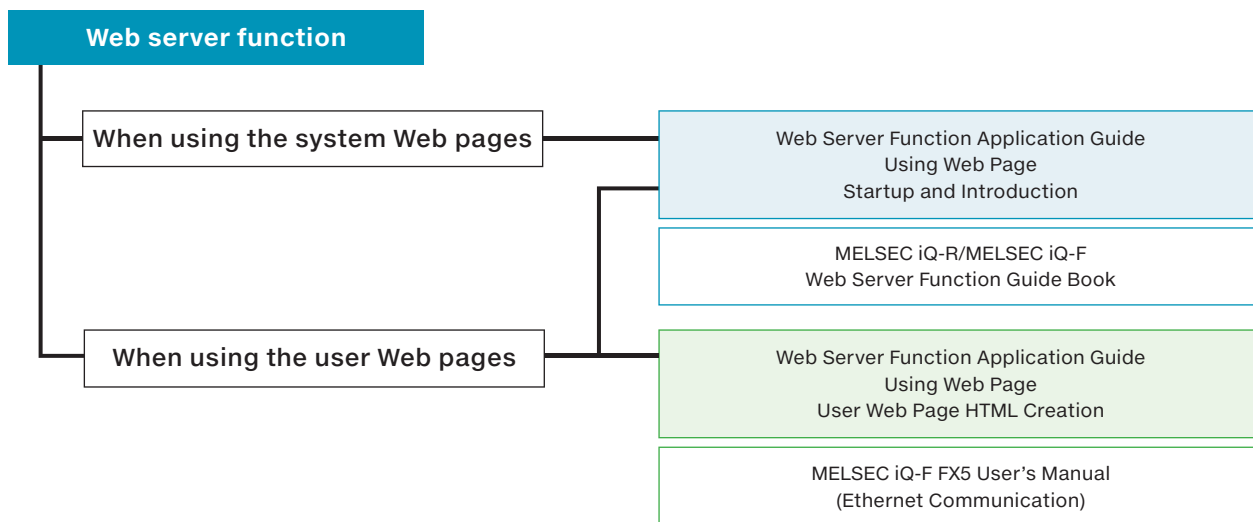 Web server function
When using the system Web pages
Web Server Function Application Guide
Using Web Page
Startup and Introduction
MELSEC iQ-R/MELSEC iQ-F
Web Server Function Guide Book
When using the user Web pages
Web Server Function Application Guide
Using Web Page
User Web Page HTML Creation
MELSEC iQ-F FX5 User’s Manual
(Ethernet Communication)